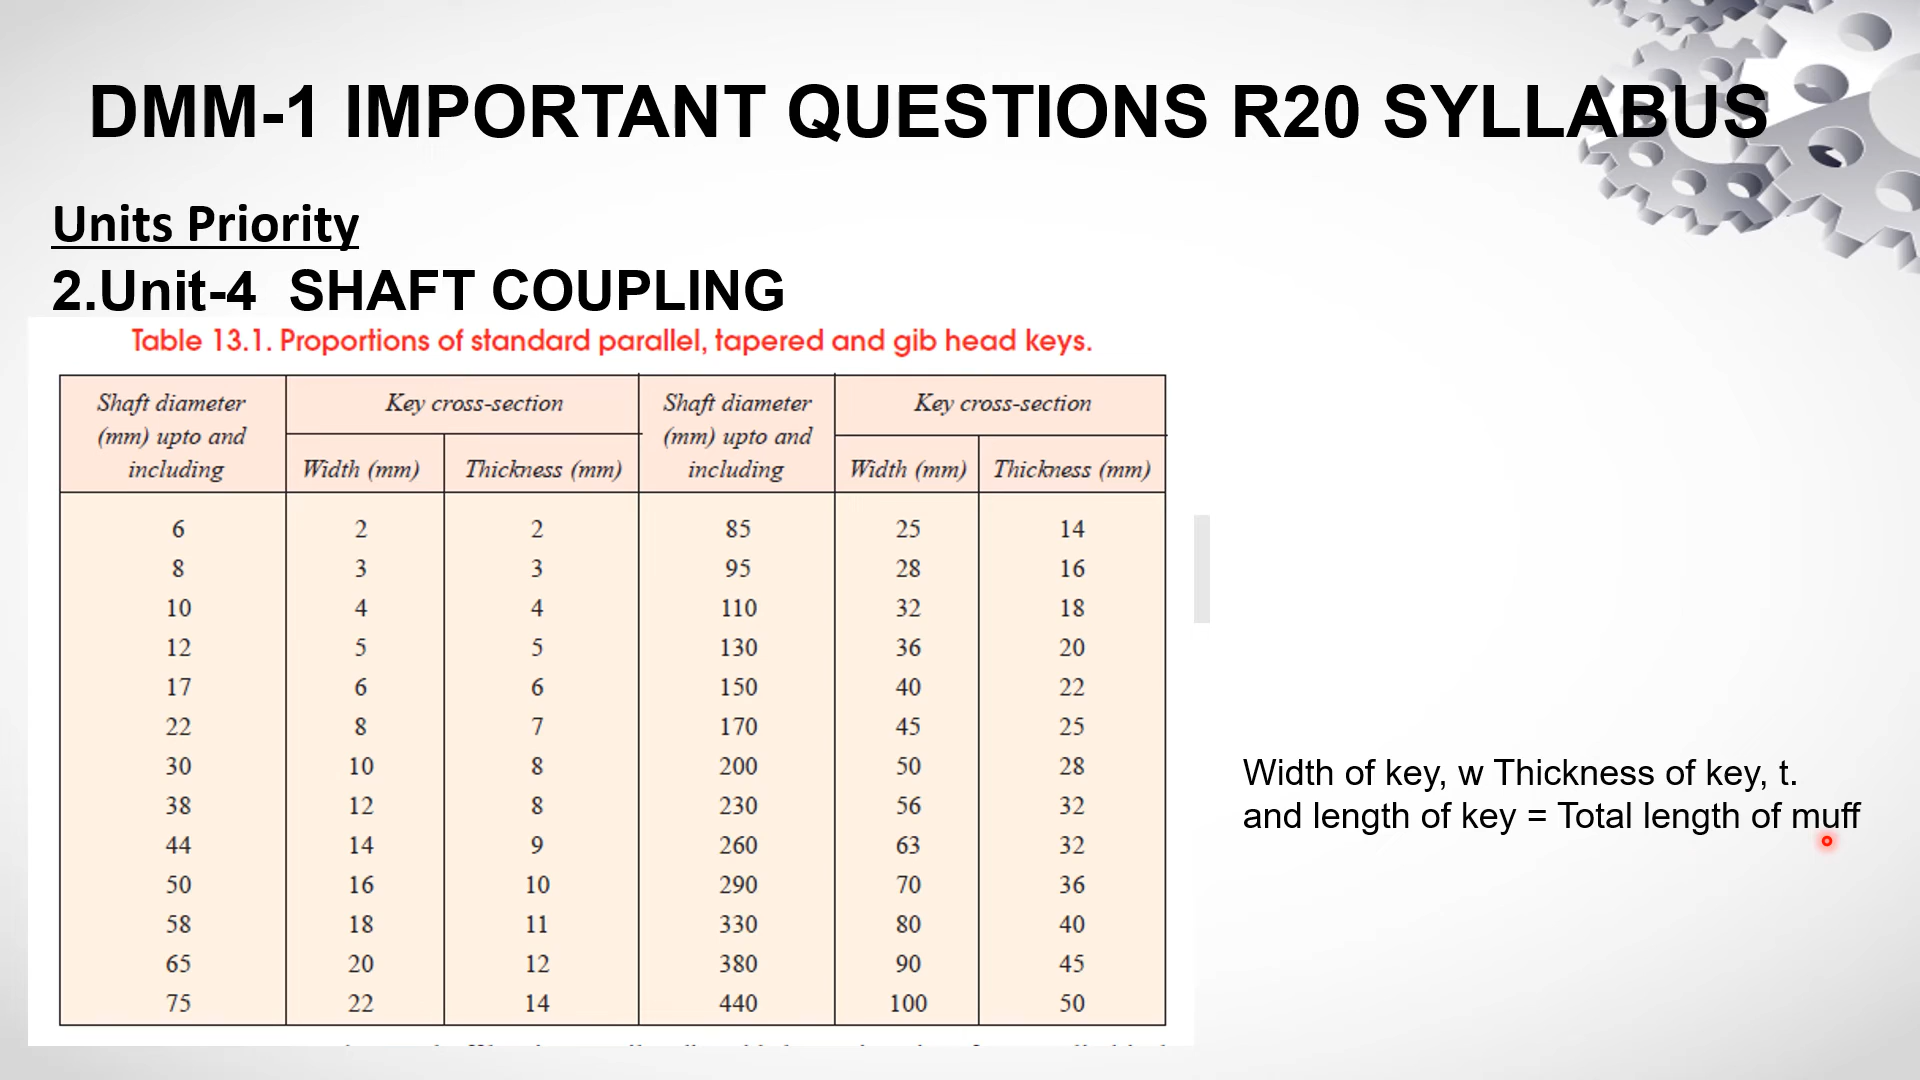 DMM-1 IMPORTANT QUESTIONS R20 SYLLABUS
Units Priority
2.Unit-4 SHAFT COUPLING
Table 13.1. Proportions of standard parallel, tapered and gib head keys.
Shaft diameter (mm) upto and including | Key cross-section | Shaft diameter (mm) upto and including | Key cross-section
Width (mm) Thickness (mm) Width (mm) Thickness (mm)
6 2 2 85 25 14
8 3 3 95 28 16
10 4 4 110 32 18
12 5 5 130 36 20
17 6 6 150 40 22
22 8 7 170 45 25
30 10 8 200 50 28
38 12 8 230 56 32
44 14 9 260 63 32
50 16 10 290 70 36
58 18 11 330 80 40
65 20 12 380 90 45
75 22 14 440 100 50
Width of key, w Thickness of key, t.
and length of key = Total length of muff